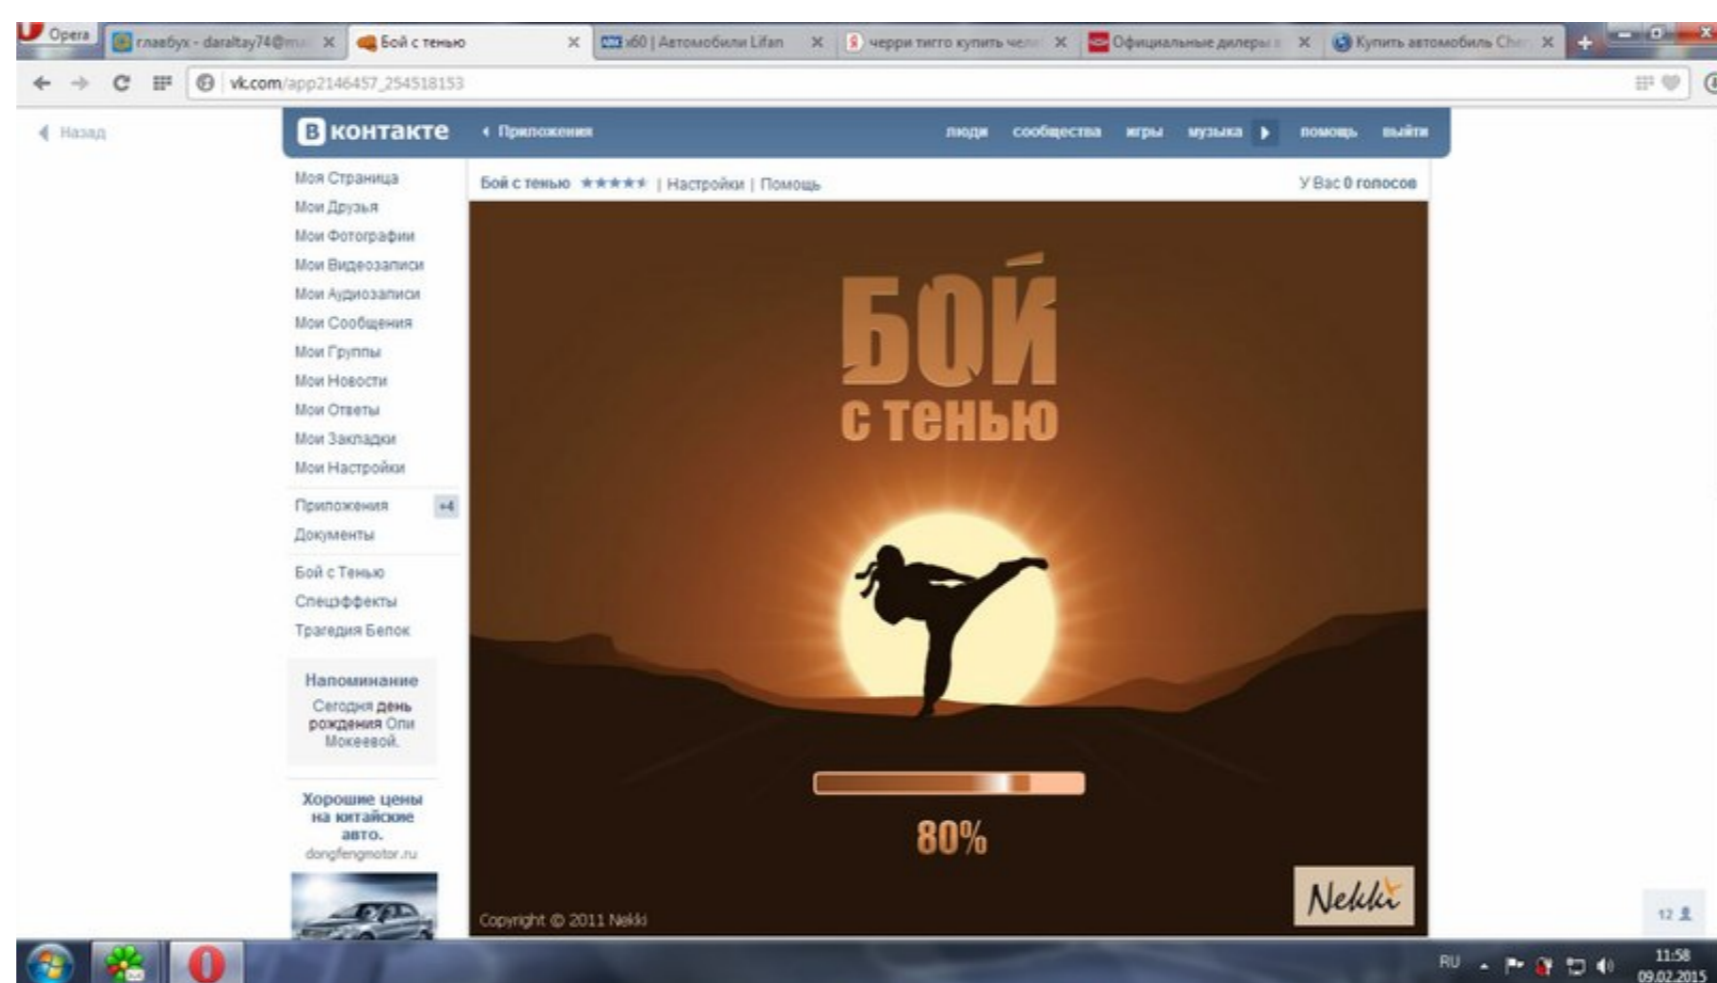 Opera
главбух - daraltay74@
Бой с тенью
x60 | Автомобили Lifan
черри тигго купить чел
Официальные дилеры
Купить автомобиль Cher
vk.com/app2146457_254518153
Назад
В контакте
Приложения
люди сообщества игры музыка помощь выйти
Моя Страница
Мои Друзья
Мои Фотографии
Мои Видеозаписи
Мои Аудиозаписи
Мои Сообщения
Мои Группы
Мои Новости
Мои Ответы
Мои Закладки
Мои Настройки
Приложения +4
Документы
Бой с Тенью
Спецэффекты
Трагедия Белок
Напоминание
Сегодня день
рождения Оли
Мокеевой.
Хорошие цены
на китайские
авто.
dongfengmotor.ru
Бой с тенью | Настройки | Помощь
У Вас 0 голосов
БОЙ
С ТЕНЬЮ
80%
Nekki
Copyright © 2011 Nekki
12
RU
11:58
09.02.2015